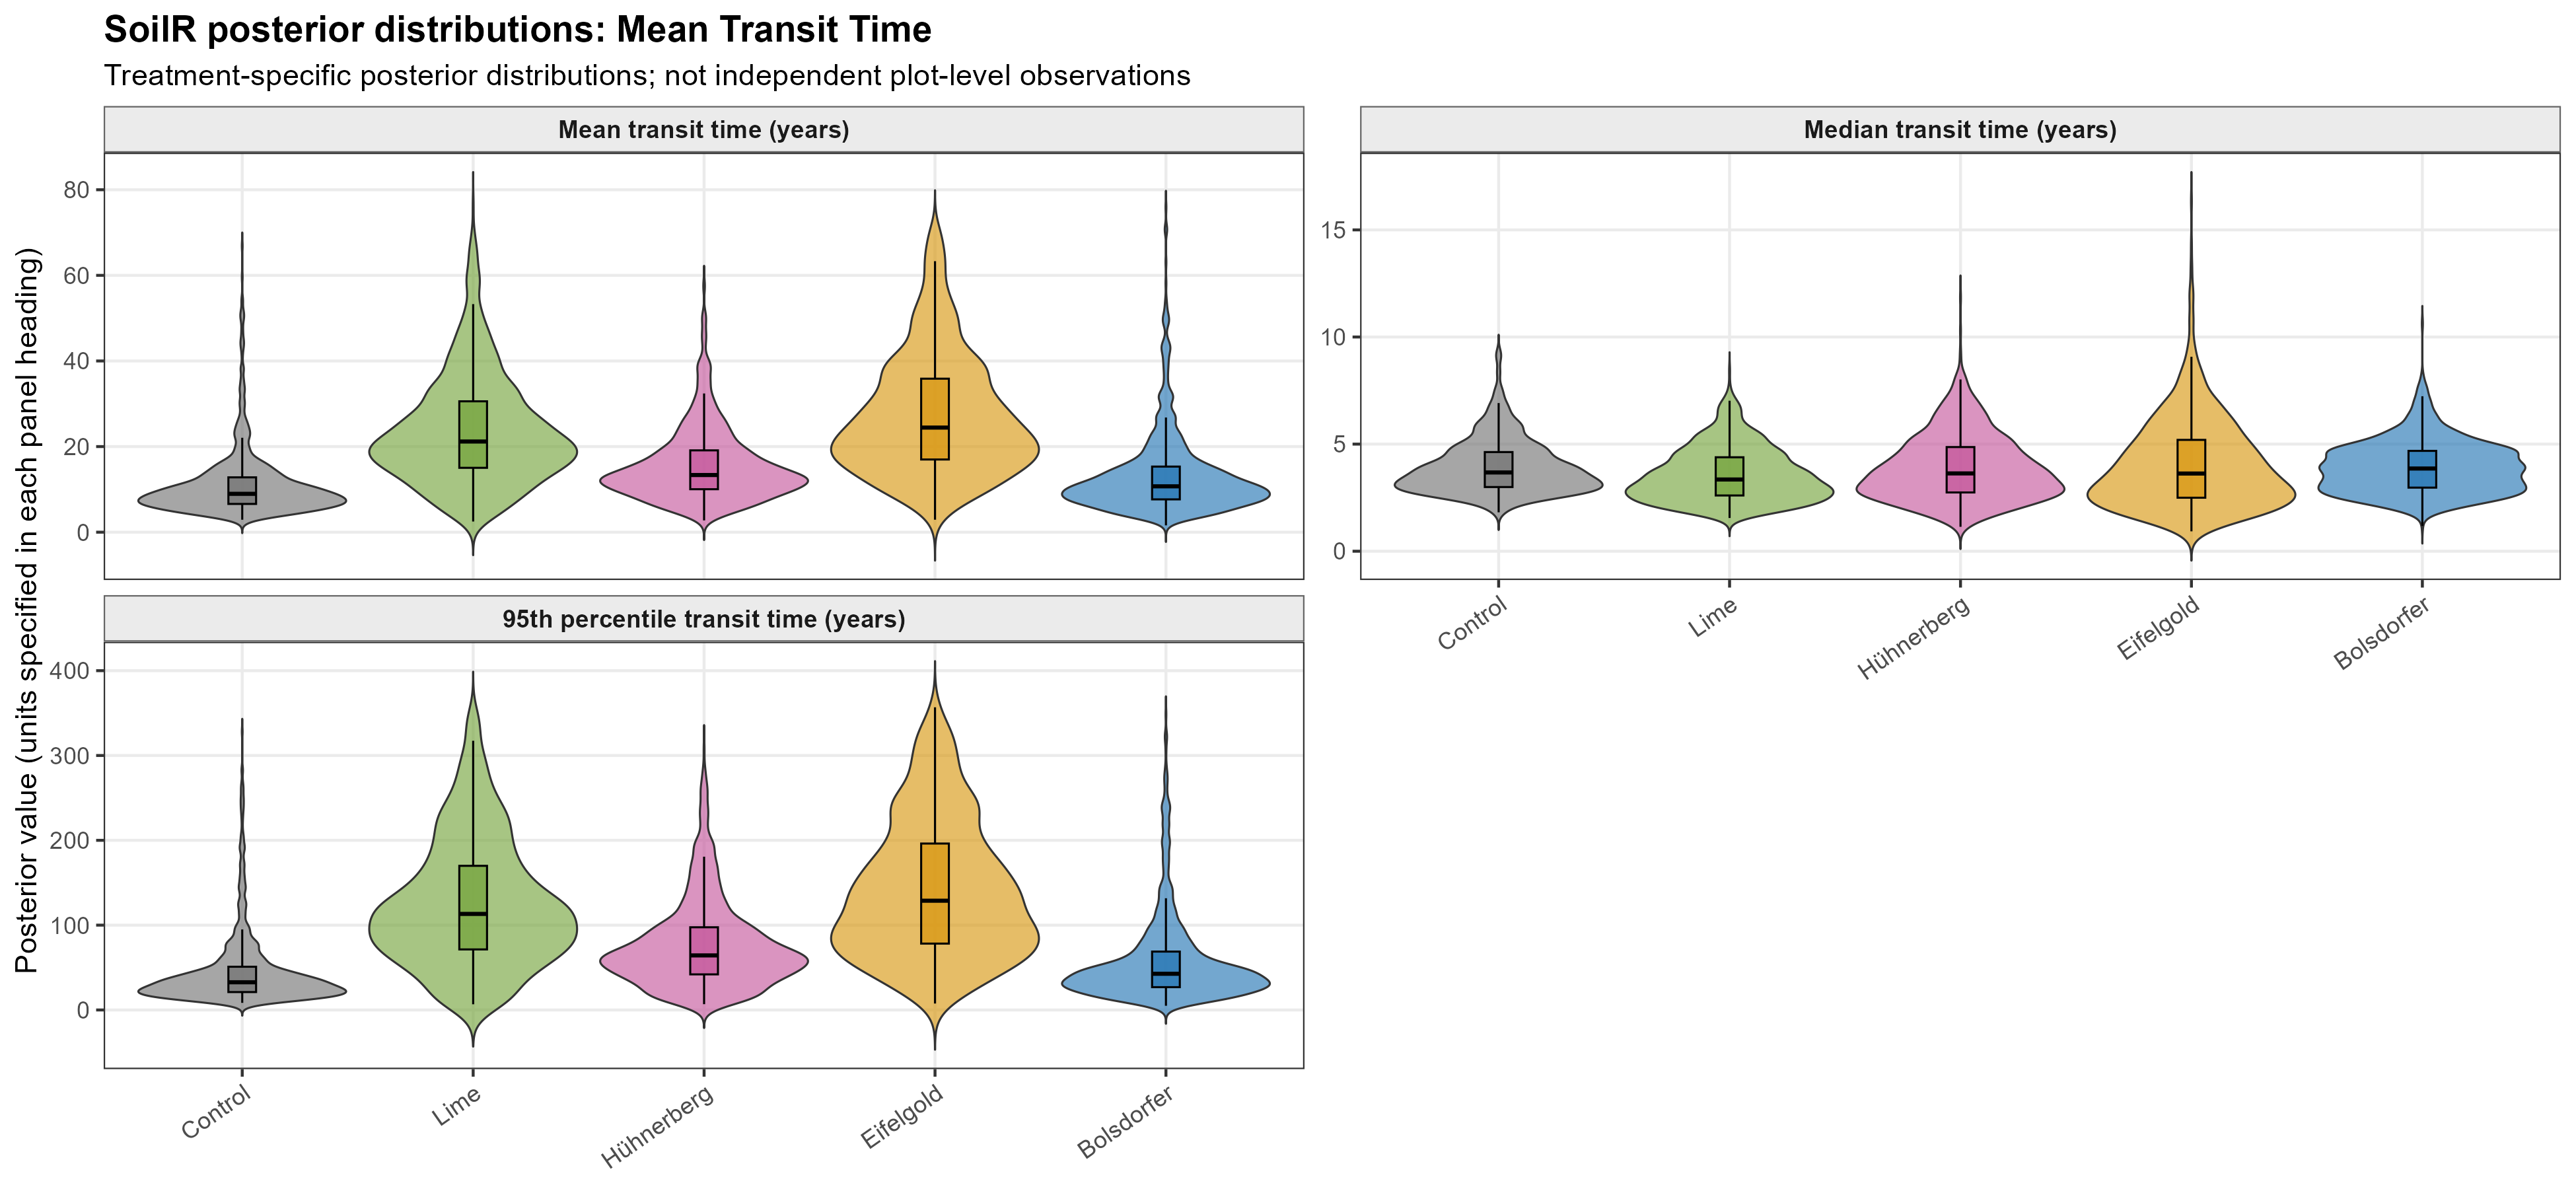 SoilR posterior distributions: Mean Transit Time
Treatment-specific posterior distributions; not independent plot-level observations
Posterior value (units specified in each panel heading)
Mean transit time (years)
80
60
40
20
0
Median transit time (years)
15
10
5
0
Control
Lime
Hühnerberg
Eifelgold
Bolsdorfer
95th percentile transit time (years)
400
300
200
100
0
Control
Lime
Hühnerberg
Eifelgold
Bolsdorfer